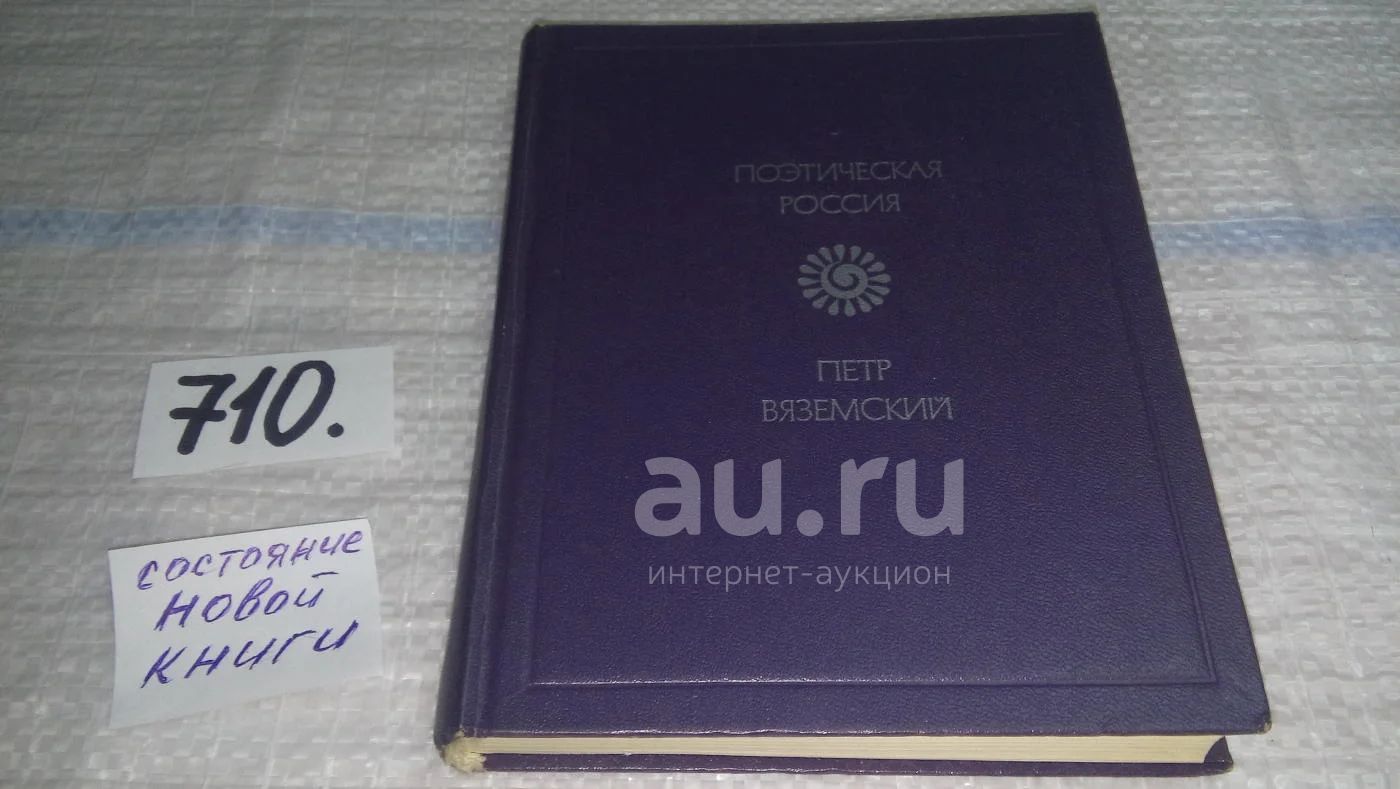 ПОЭТИЧЕСКАЯ
РОССИЯ
ПЕТР
ВЯЗЕМСКИЙ
au.ru
интернет-аукцион
710.
состояние
новой
книги